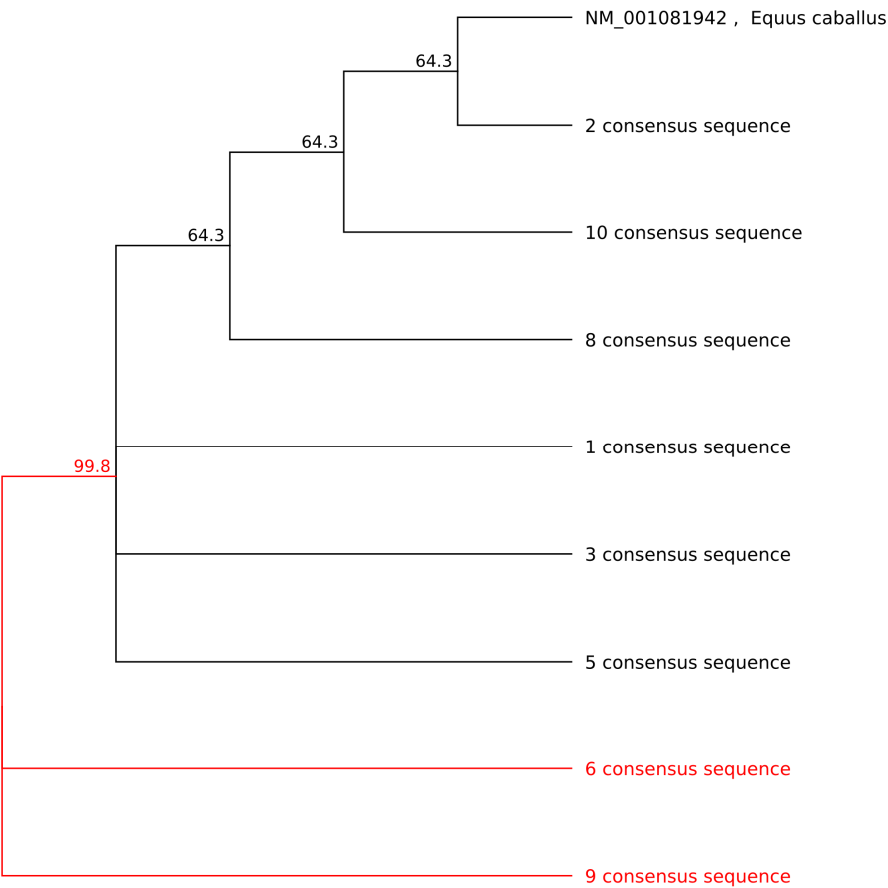 NM_001081942 ,  Equus caballus
64.3
2 consensus sequence
64.3
10 consensus sequence
64.3
8 consensus sequence
1 consensus sequence
99.8
3 consensus sequence
5 consensus sequence
6 consensus sequence
9 consensus sequence